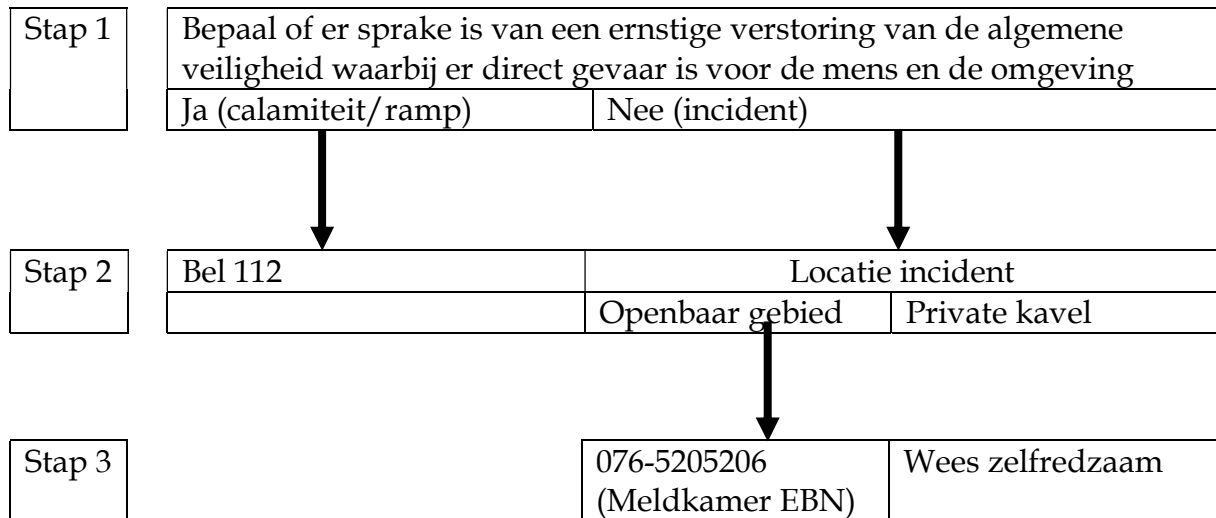 Stap 1
Bepaal of er sprake is van een ernstige verstoring van de algemene
veiligheid waarbij er direct gevaar is voor de mens en de omgeving
Ja (calamiteit/ramp)
Nee (incident)
Stap 2
Bel 112
Locatie incident
Openbaar gebied
Private kavel
Stap 3
076-5205206
(Meldkamer EBN)
Wees zelfredzaam